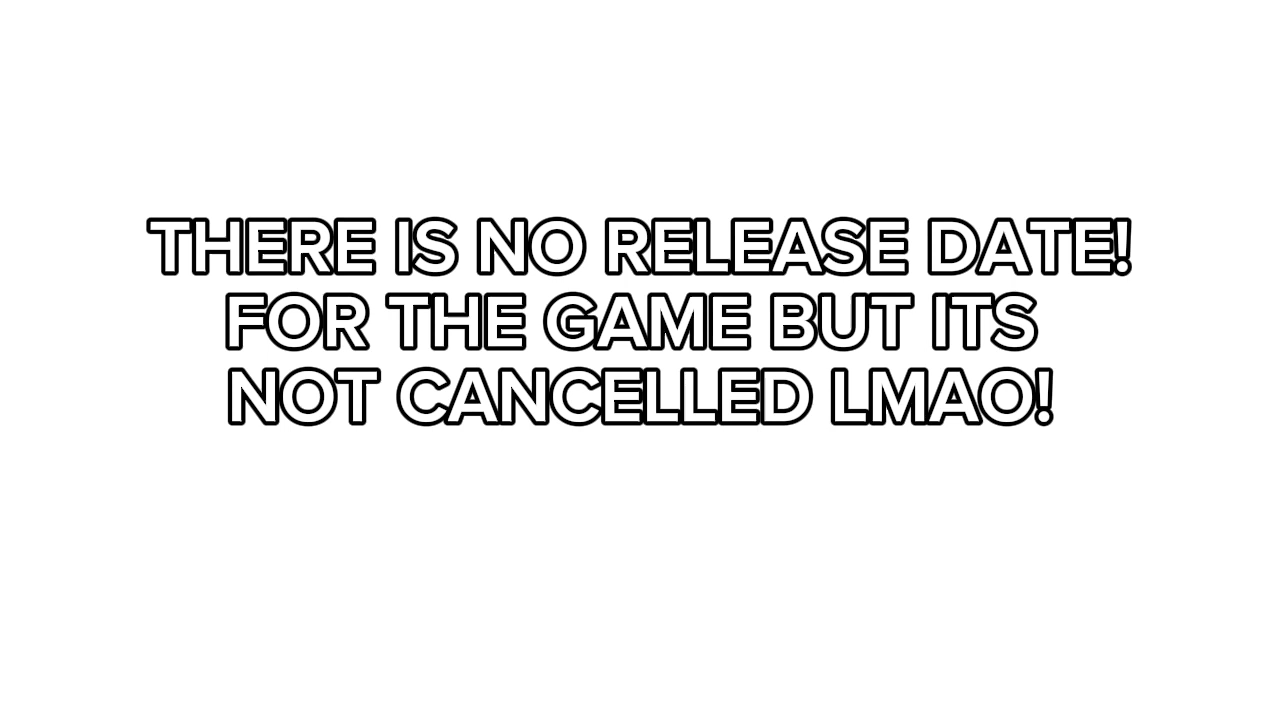 THERE IS NO RELEASE DATE!
FOR THE GAME BUT ITS
NOT CANCELLED LMAO!